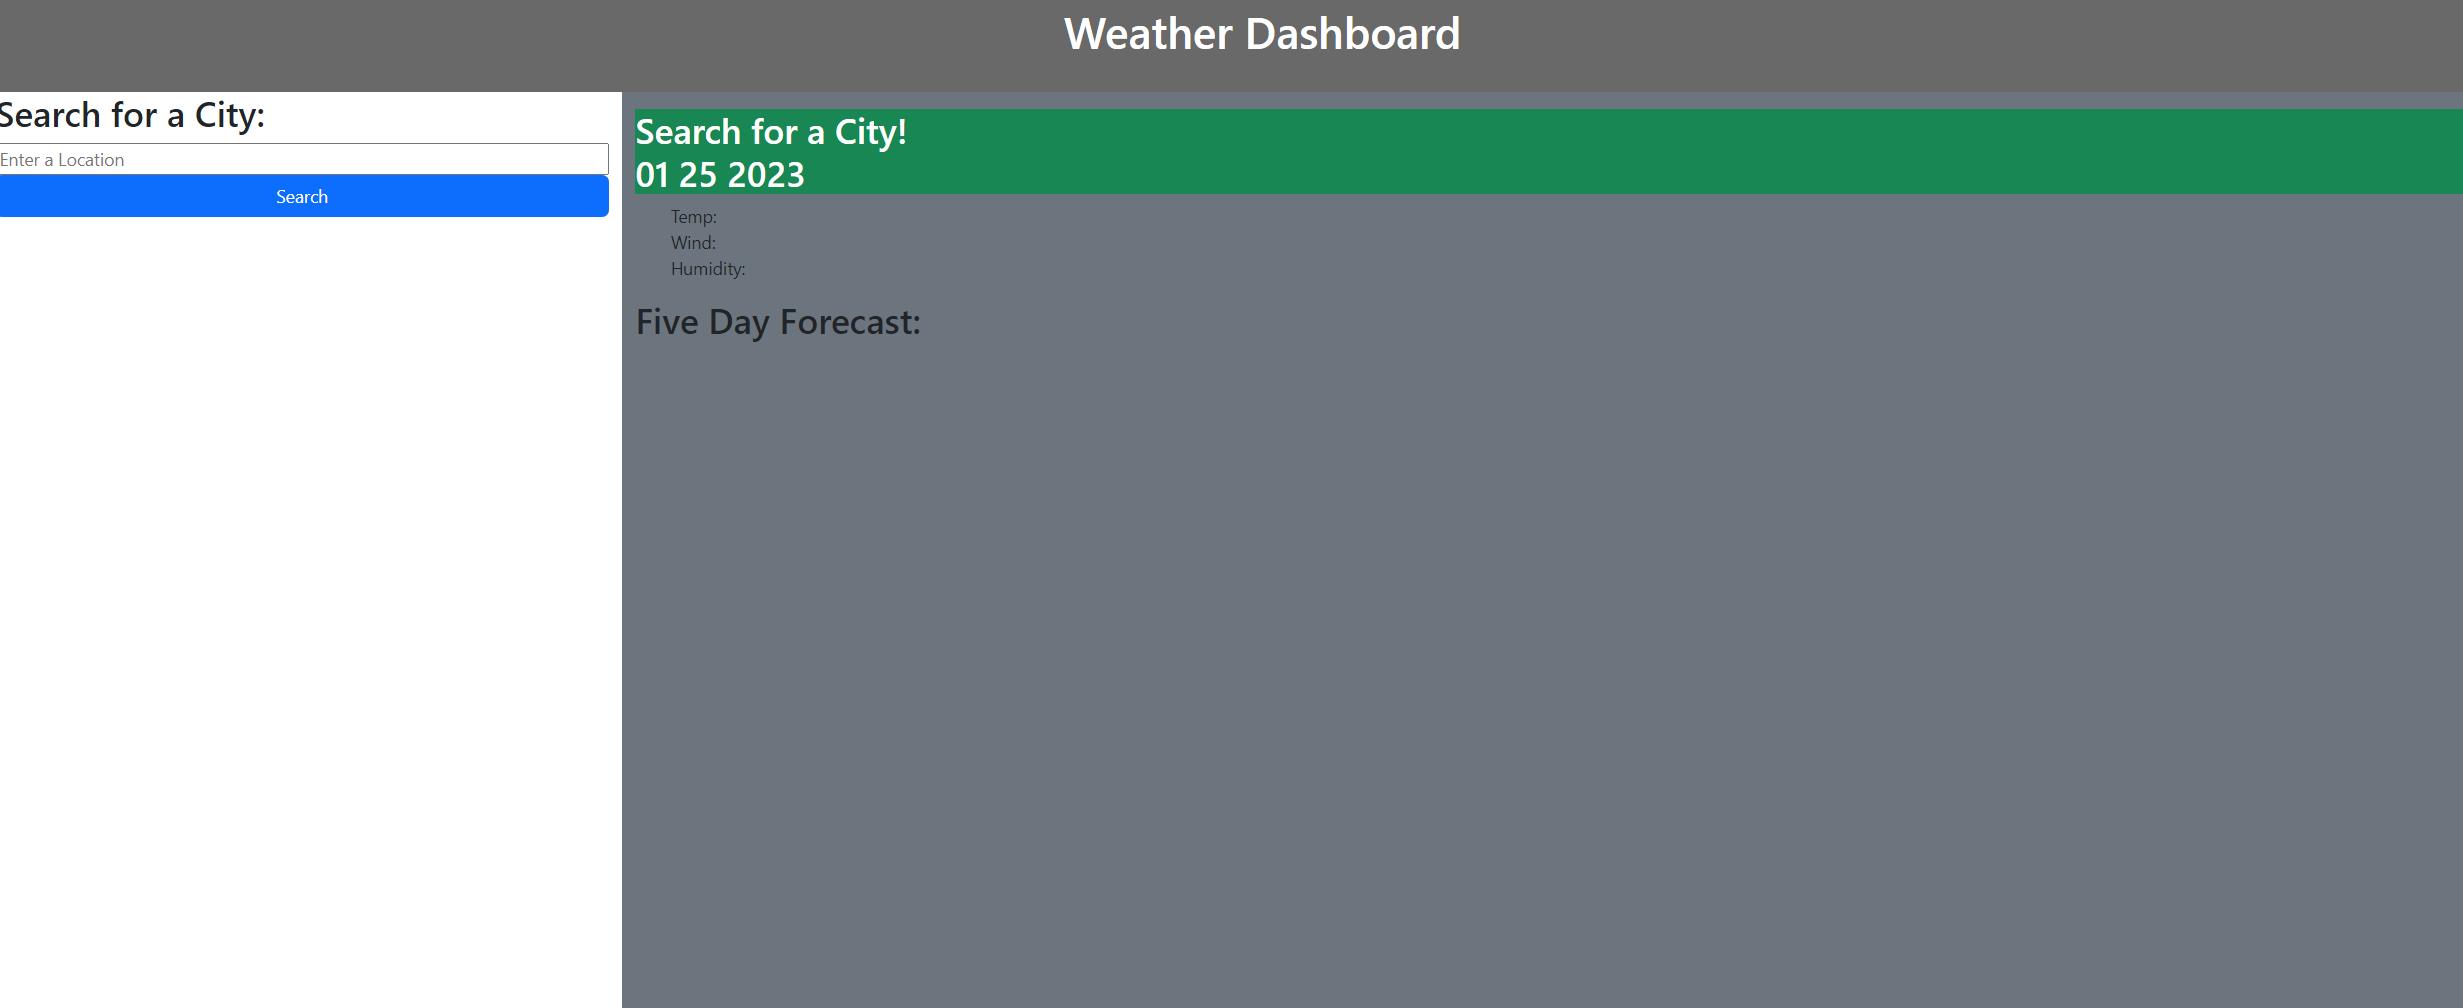 Weather Dashboard
Search for a City:
Enter a Location
Search
Search for a City!
01 25 2023
Temp:
Wind:
Humidity:
Five Day Forecast: